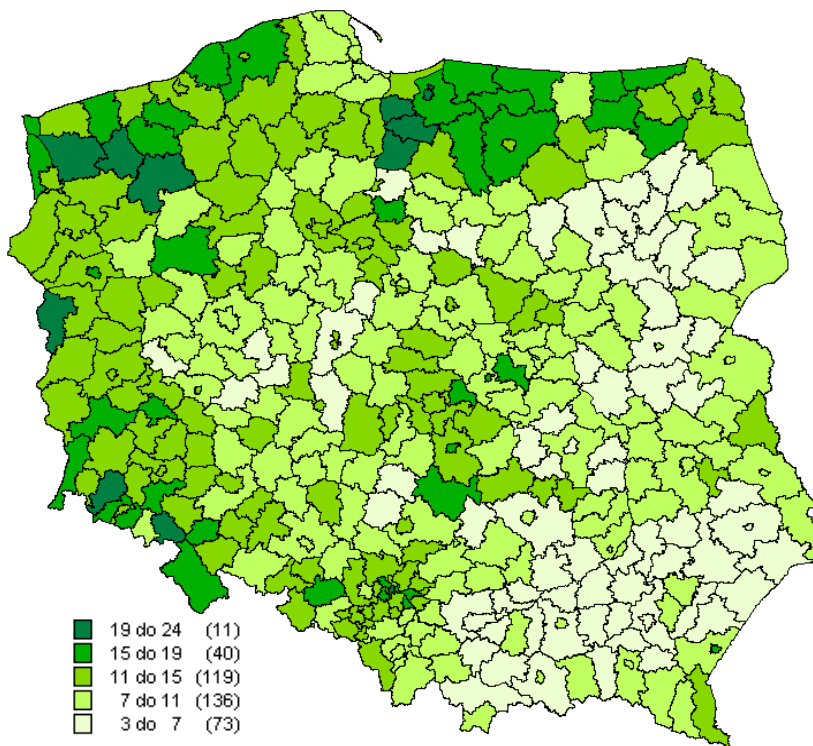 19 do 24 (11)
15 do 19 (40)
11 do 15 (119)
7 do 11 (136)
3 do 7 (73)